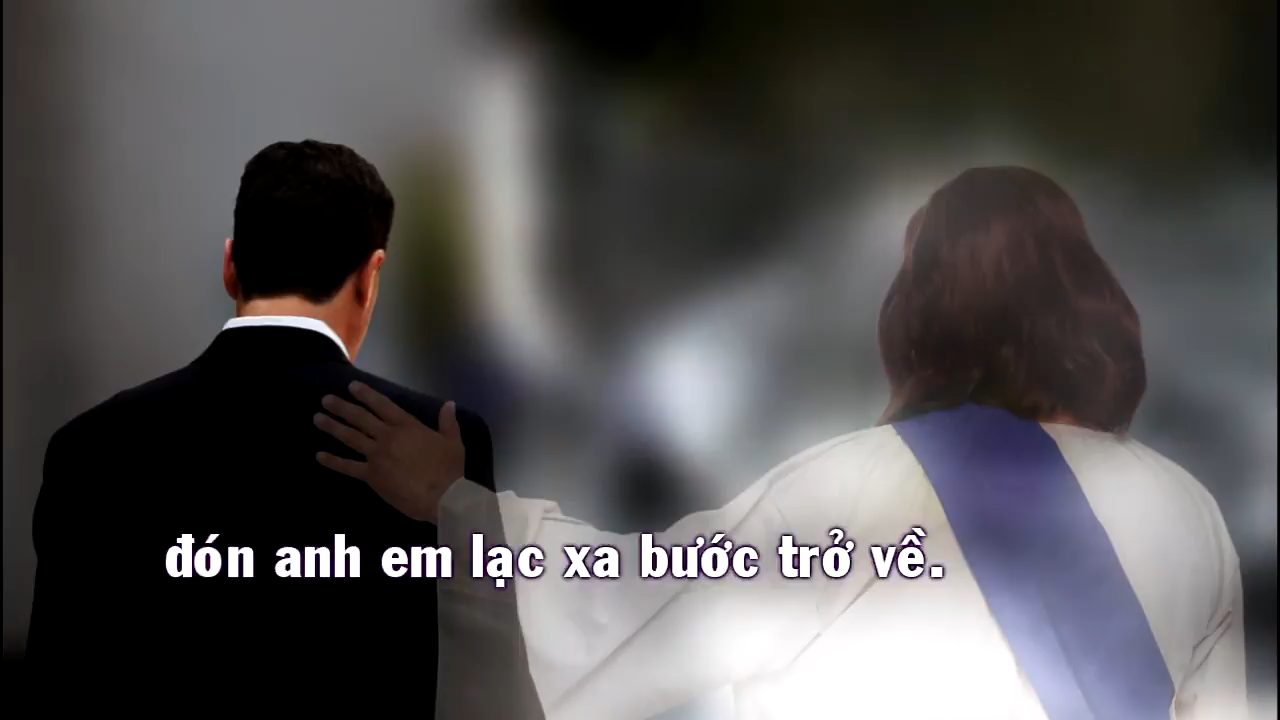 đón anh em lạc xa bước trở về.